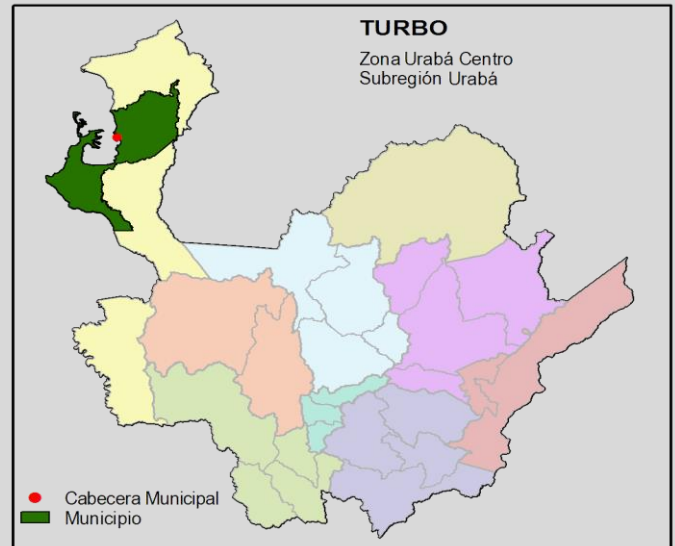 TURBO
Zona Urabá Centro
Subregión Urabá
Cabecera Municipal
Municipio